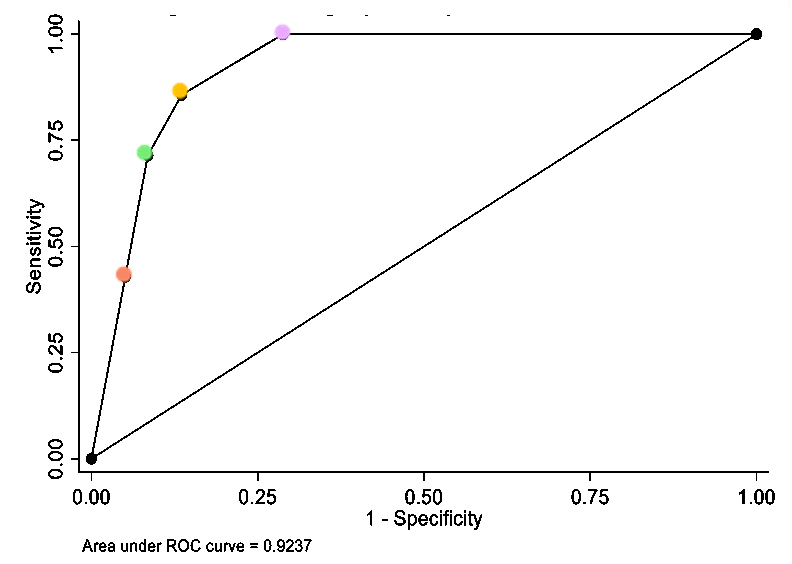 1.00
0.75
Sensitivity
0.50
0.25
0.00
0.00 0.25 0.50 0.75 1.00
1 - Specificity
Area under ROC curve = 0.9237